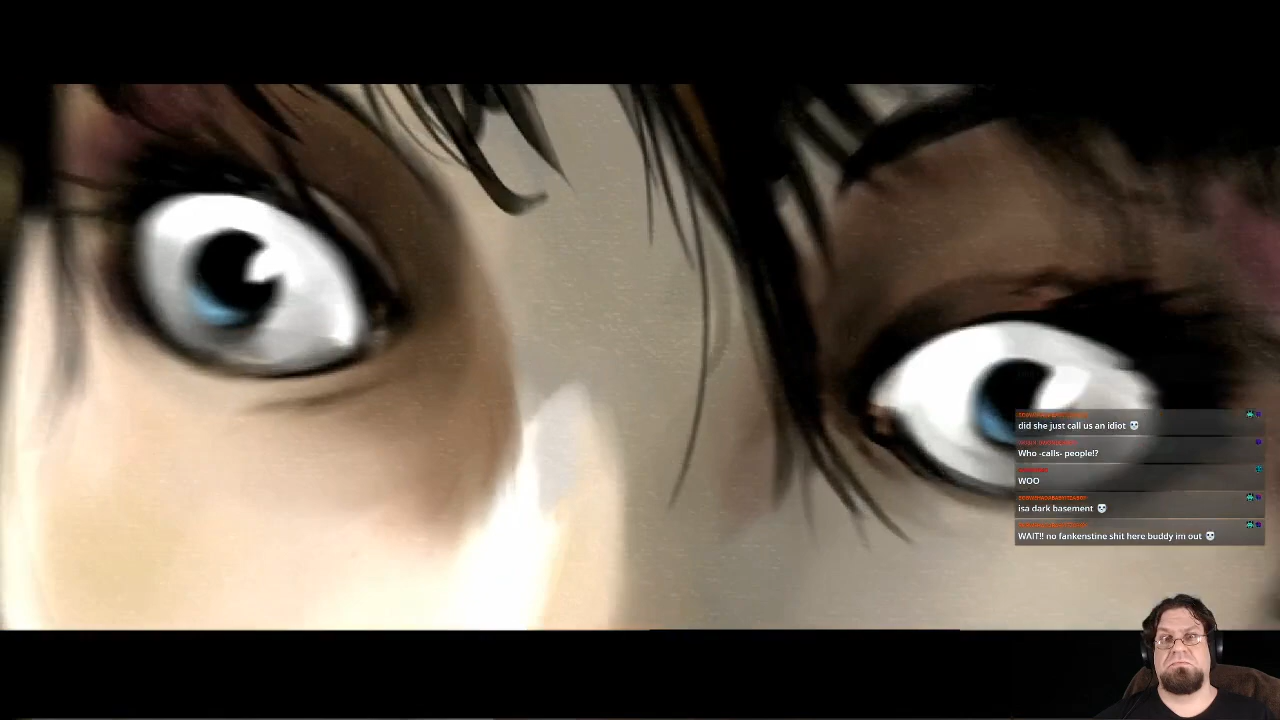 did she just call us an idiot 💀
Who -calls- people!?
WOO
isa dark basement 💀
WAIT!! no fankenstine shit here buddy im out 💀